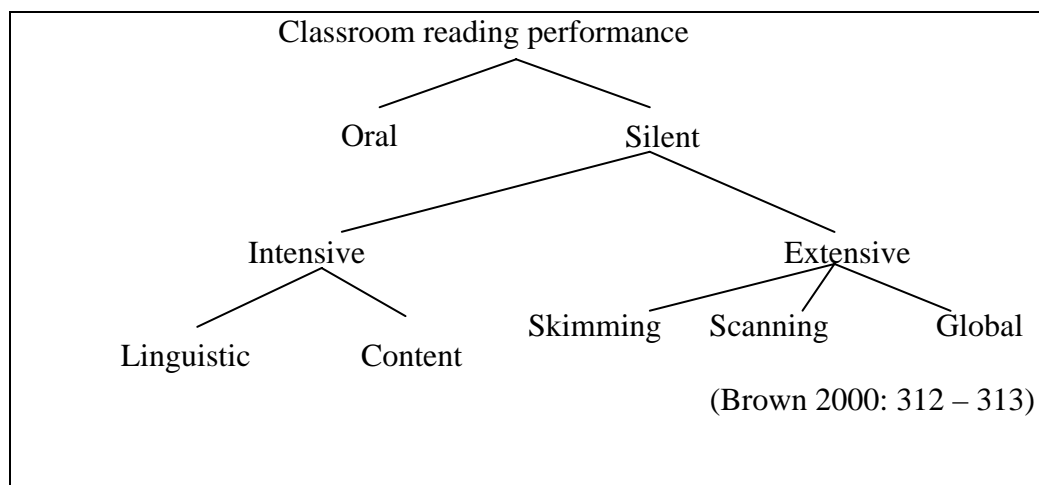 Classroom reading performance
Oral Silent
Intensive Extensive
Skimming Scanning Global
Linguistic Content
(Brown 2000: 312 – 313)